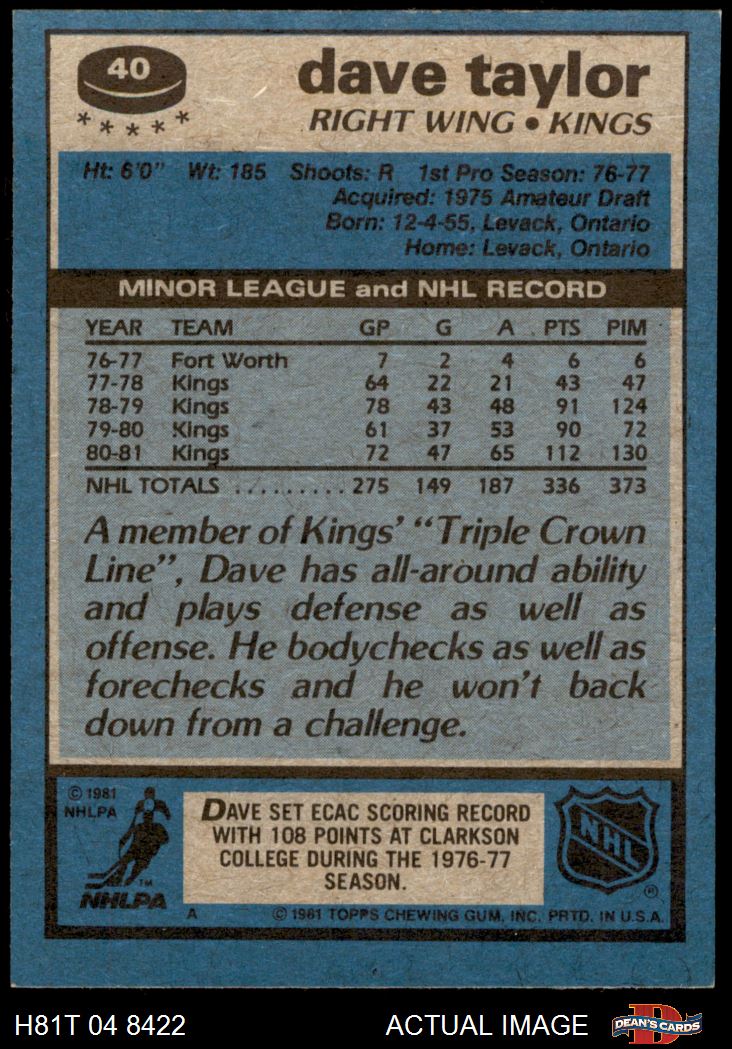 40
dave taylor
RIGHT WING • KINGS
Ht: 6'0" Wt: 185 Shoots: R 1st Pro Season: 76-77
Acquired: 1975 Amateur Draft
Born: 12-4-55, Levack, Ontario
Home: Levack, Ontario
MINOR LEAGUE and NHL RECORD
YEAR TEAM GP G A PTS PIM
76-77 Fort Worth 7 2 4 6 6
77-78 Kings 64 22 21 43 47
78-79 Kings 78 43 48 91 124
79-80 Kings 61 37 53 90 72
80-81 Kings 72 47 65 112 130
NHL TOTALS ......... 275 149 187 336 373
A member of Kings' "Triple Crown
Line", Dave has all-around ability
and plays defense as well as
offense. He bodychecks as well as
forechecks and he won't back
down from a challenge.
© 1981
NHLPA
TM
NHLPA
DAVE SET ECAC SCORING RECORD
WITH 108 POINTS AT CLARKSON
COLLEGE DURING THE 1976-77
SEASON.
NHL
®
A © 1981 TOPPS CHEWING GUM, INC. PRTD. IN U.S.A.
H81T 04 8422 ACTUAL IMAGE
D
DEAN'S CARDS